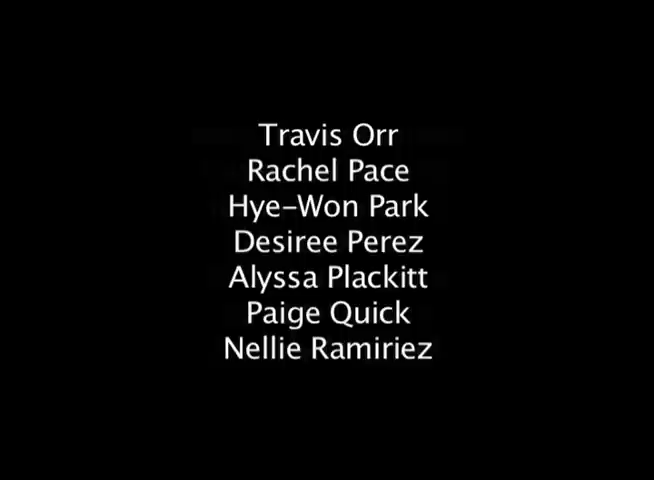 Travis Orr
Rachel Pace
Hye-Won Park
Desiree Perez
Alyssa Plackitt
Paige Quick
Nellie Ramiriez